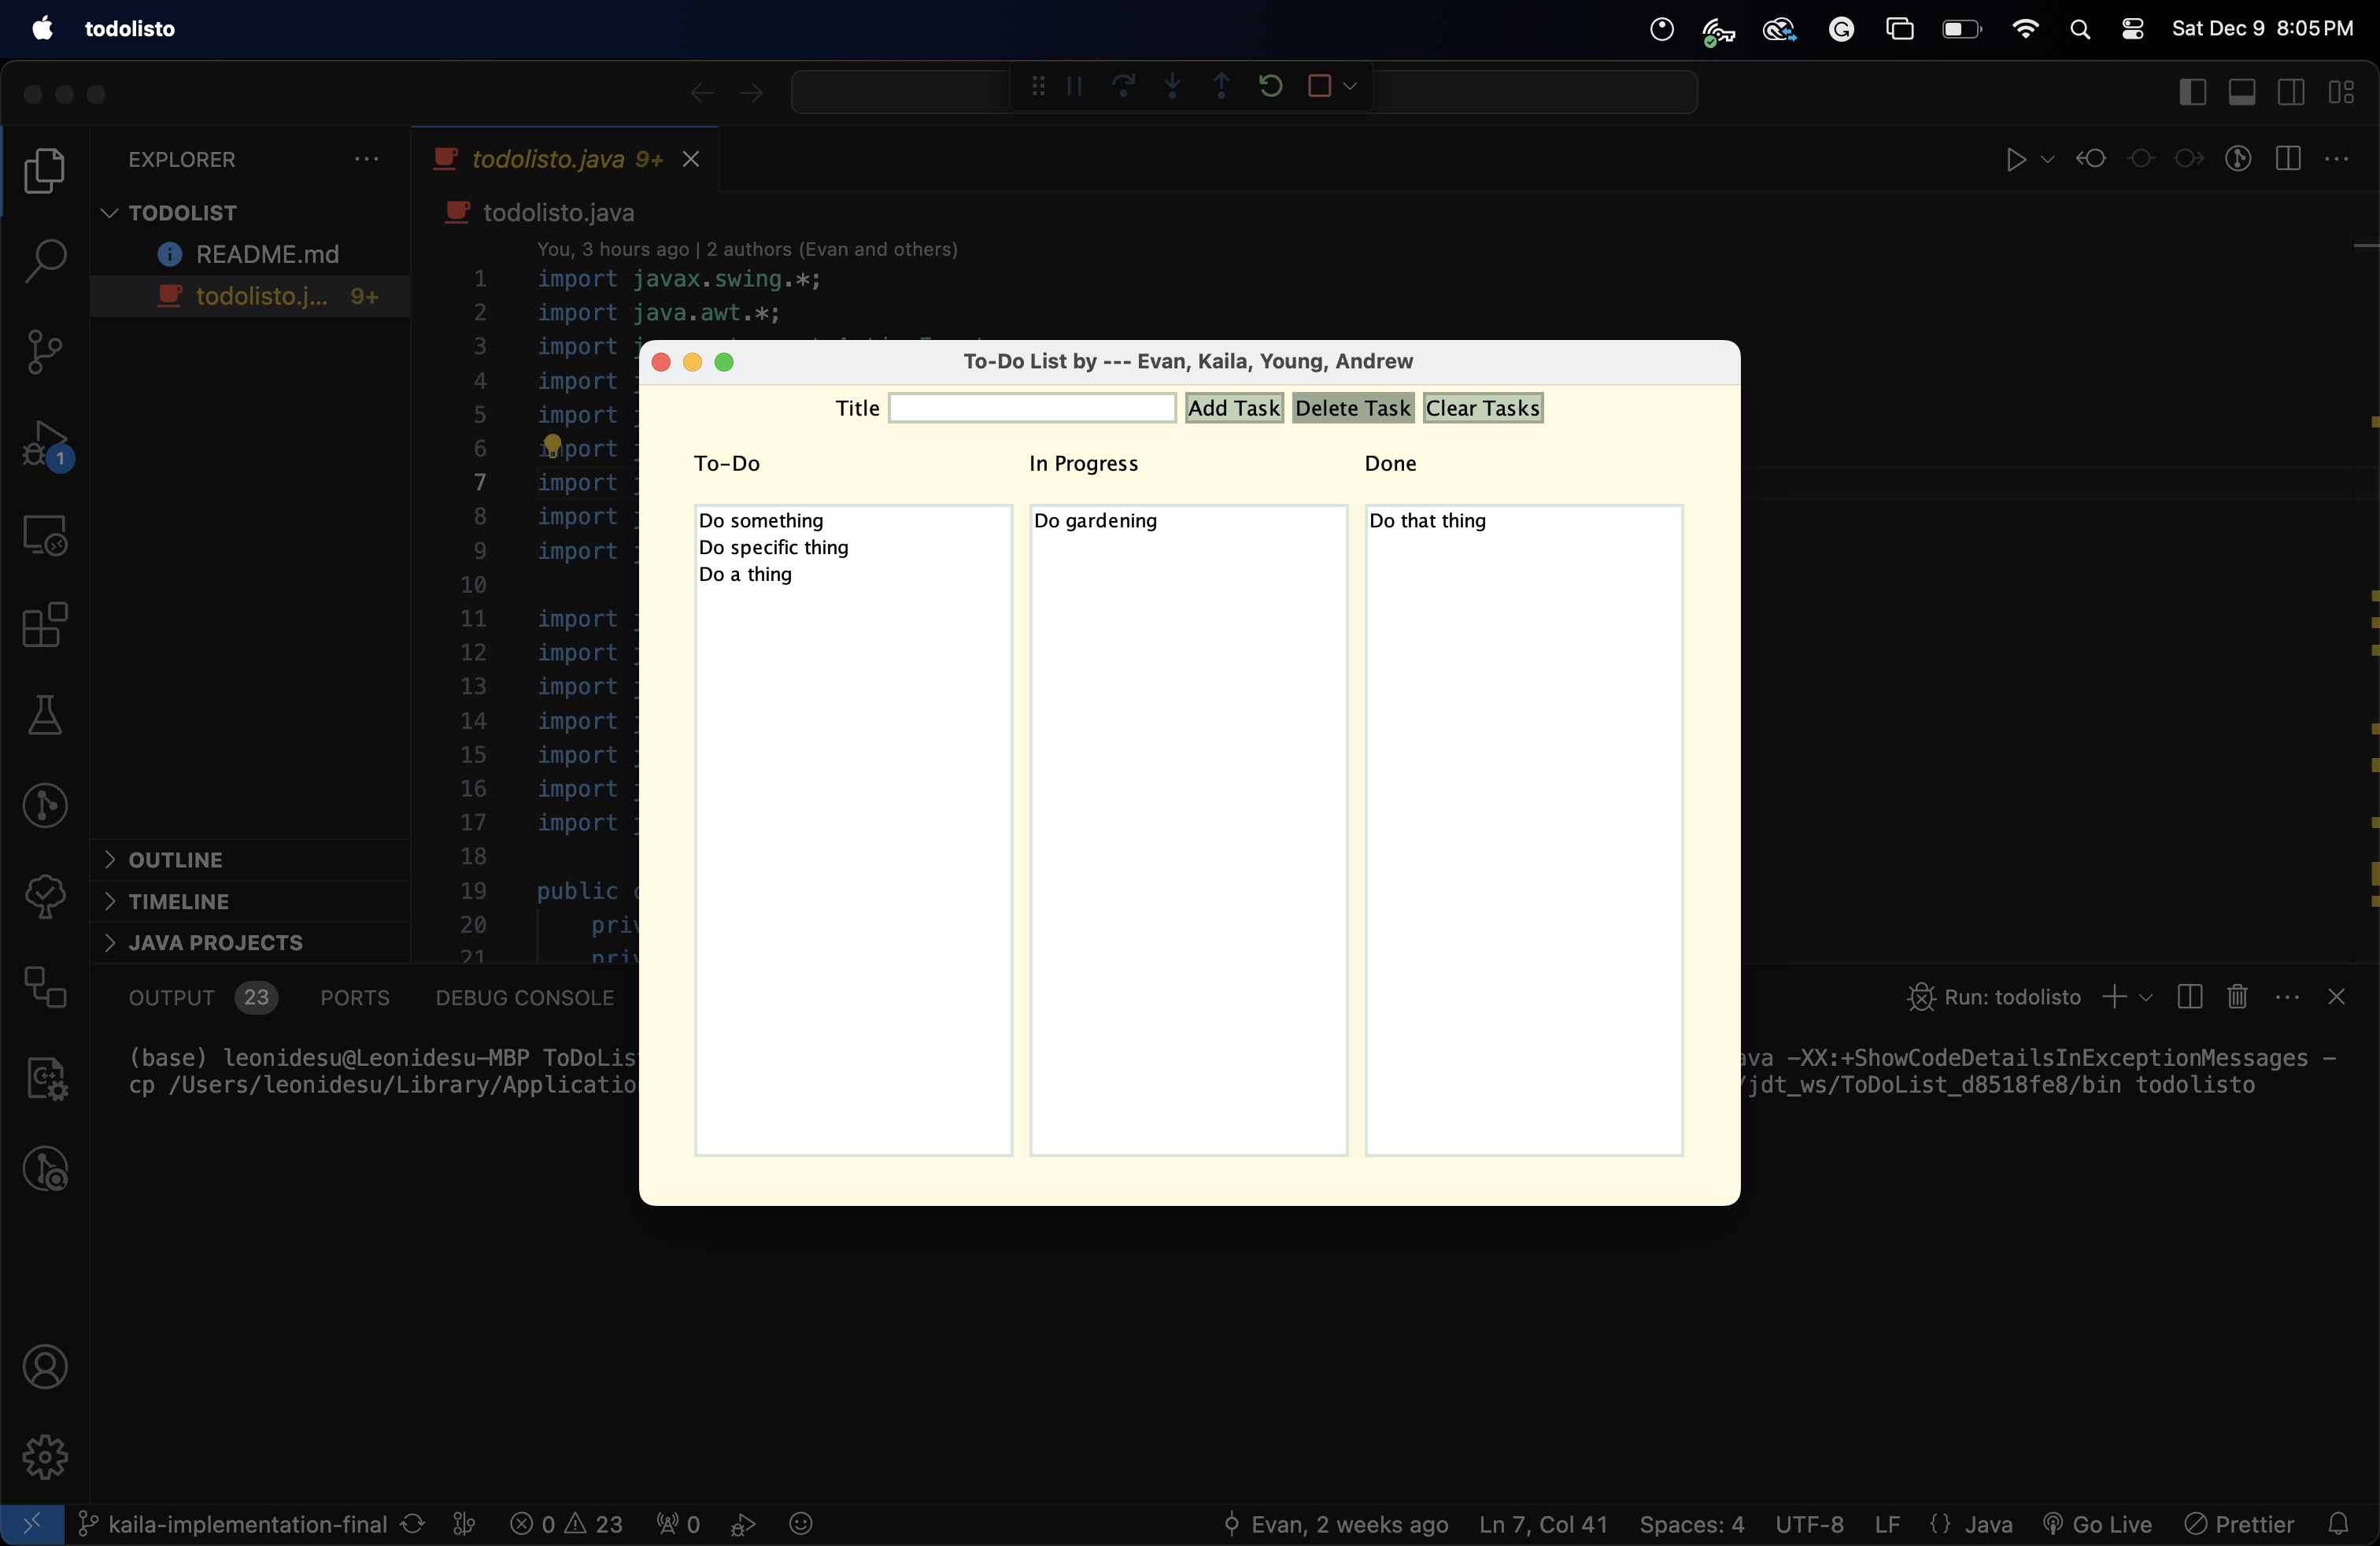 todolisto
Sat Dec 9 8:05 PM
EXPLORER
TODOLIST
README.md
todolisto.j... 9+
OUTLINE
TIMELINE
JAVA PROJECTS
todolisto.java 9+
todolisto.java
You, 3 hours ago | 2 authors (Evan and others)
1 import javax.swing.*;
2 import java.awt.*;
3 import
4 import
5 import
6 import
7 import
8 import
9 import
10
11 import
12 import
13 import
14 import
15 import
16 import
17 import
18
19 public
20 priv
21 priv
1
To-Do List by --- Evan, Kaila, Young, Andrew
Title Add Task Delete Task Clear Tasks
To-Do In Progress Done
Do something Do gardening Do that thing
Do specific thing
Do a thing
OUTPUT 23 PORTS DEBUG CONSOLE Run: todolisto
(base) leonidesu@Leonidesu-MBP ToDoLis ava -XX:+ShowCodeDetailsInExceptionMessages -
cp /Users/leonidesu/Library/Applicatio /jdt_ws/ToDoList_d8518fe8/bin todolisto
kaila-implementation-final 0 23 0 Evan, 2 weeks ago Ln 7, Col 41 Spaces: 4 UTF-8 LF {} Java Go Live Prettier